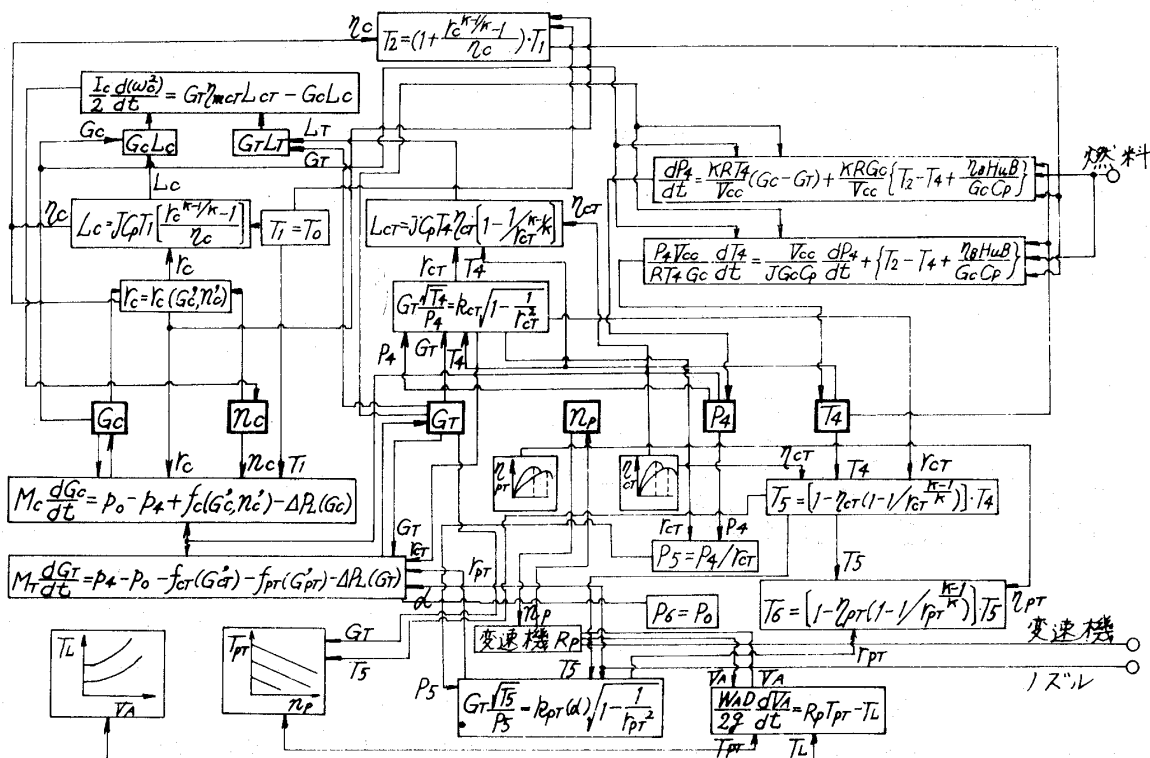 ηc
T2=(1+ rc^κ-1/κ-1 / ηc)・T1
Ic/2 d(ωc²)/dt = GT ηmCT LCT − Gc Lc
Gc
GcLc
GTLT
LT
GT
Lc
dP4/dt = κRT4/Vcc (Gc−GT) + κRGc/Vcc {T2−T4+ ηBHuB/GcCp}
燃料
ηc
Lc=JCpT1[rc^κ-1/κ-1 / ηc]
T1=T0
LCT=JCpT4ηCT[1−1/rCT^κ-1/κ]
ηCT
P4Vcc/RT4Gc dT4/dt = Vcc/JGcCp dP4/dt + {T2−T4+ ηBHuB/GcCp}
rc
rCT
T4
rc=rc(Gc',nc')
GT √T4/P4 = kCT √1−1/rCT²
P4
GT
T4
Gc
nc
GT
np
P4
T4
rc
nc
T1
ηPT
ηCT
ηCT
T4
rCT
Mc dGc/dt = p0−p4+fc(Gc',nc')−ΔPL(Gc)
T5=[1−ηCT(1−1/rCT^κ-1/κ)]・T4
GT
rCT
rPT
rCT
P4
P5=P4/rCT
T5
MT dGT/dt = p4−p0−fCT(G'CT)−fPT(G'PT)−ΔPL(GT)
α
P6=P0
T6=[1−ηPT(1−1/rPT^κ-1/κ)]T5
ηPT
np
変速機 RP
変速機
TL
VA
TPT
np
GT
T5
T5
rPT
ノズル
P5
GT √T5/P5 = kPT(α) √1−1/rPT²
VA
VA
WAD/2g dVA/dt = RPTPT−TL
TPT
TL